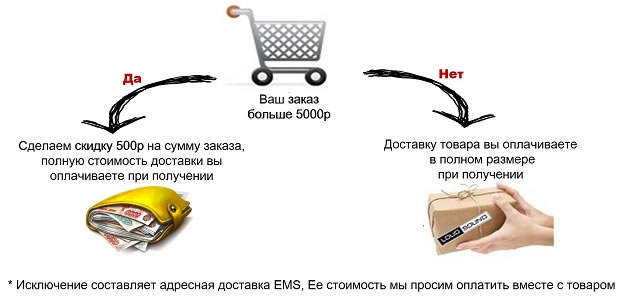 Да
Нет
Ваш заказ
больше 5000р
Сделаем скидку 500р на сумму заказа,
полную стоимость доставки вы
оплачиваете при получении
Доставку товара вы оплачиваете
в полном размере
при получении
LOUD SOUND
* Исключение составляет адресная доставка EMS, Ее стоимость мы просим оплатить вместе с товаром